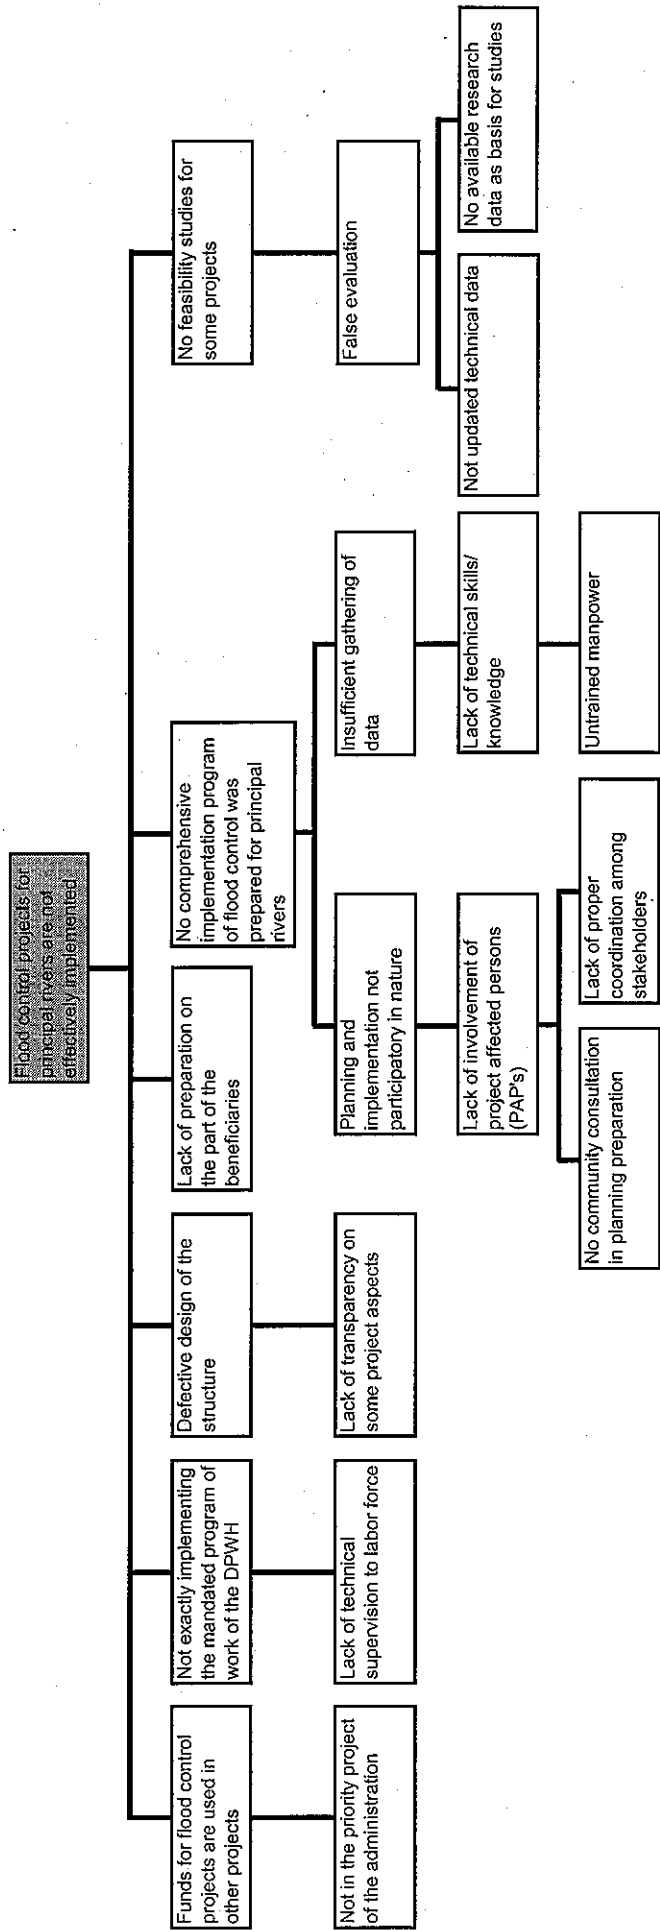 Flood control projects for
principal rivers are not
effectively implemented
Funds for flood control
projects are used in
other projects
Not exactly implementing
the mandated program of
work of the DPWH
Defective design of the
structure
Lack of preparation on
the part of the
beneficiaries
No comprehensive
implementation program
of flood control was
prepared for principal
rivers
No feasibility studies for
some projects
Not in the priority project
of the administration
Lack of technical
supervision to labor force
Lack of transparency on
some project aspects
Planning and
implementation not
participatory in nature
Insufficient gathering of
data
False evaluation
Lack of involvement of
project affected persons
(PAP's)
Lack of technical skills/
knowledge
Not updated technical data
No available research
data as basis for studies
No community consultation
in planning preparation
Lack of proper
coordination among
stakeholders
Untrained manpower